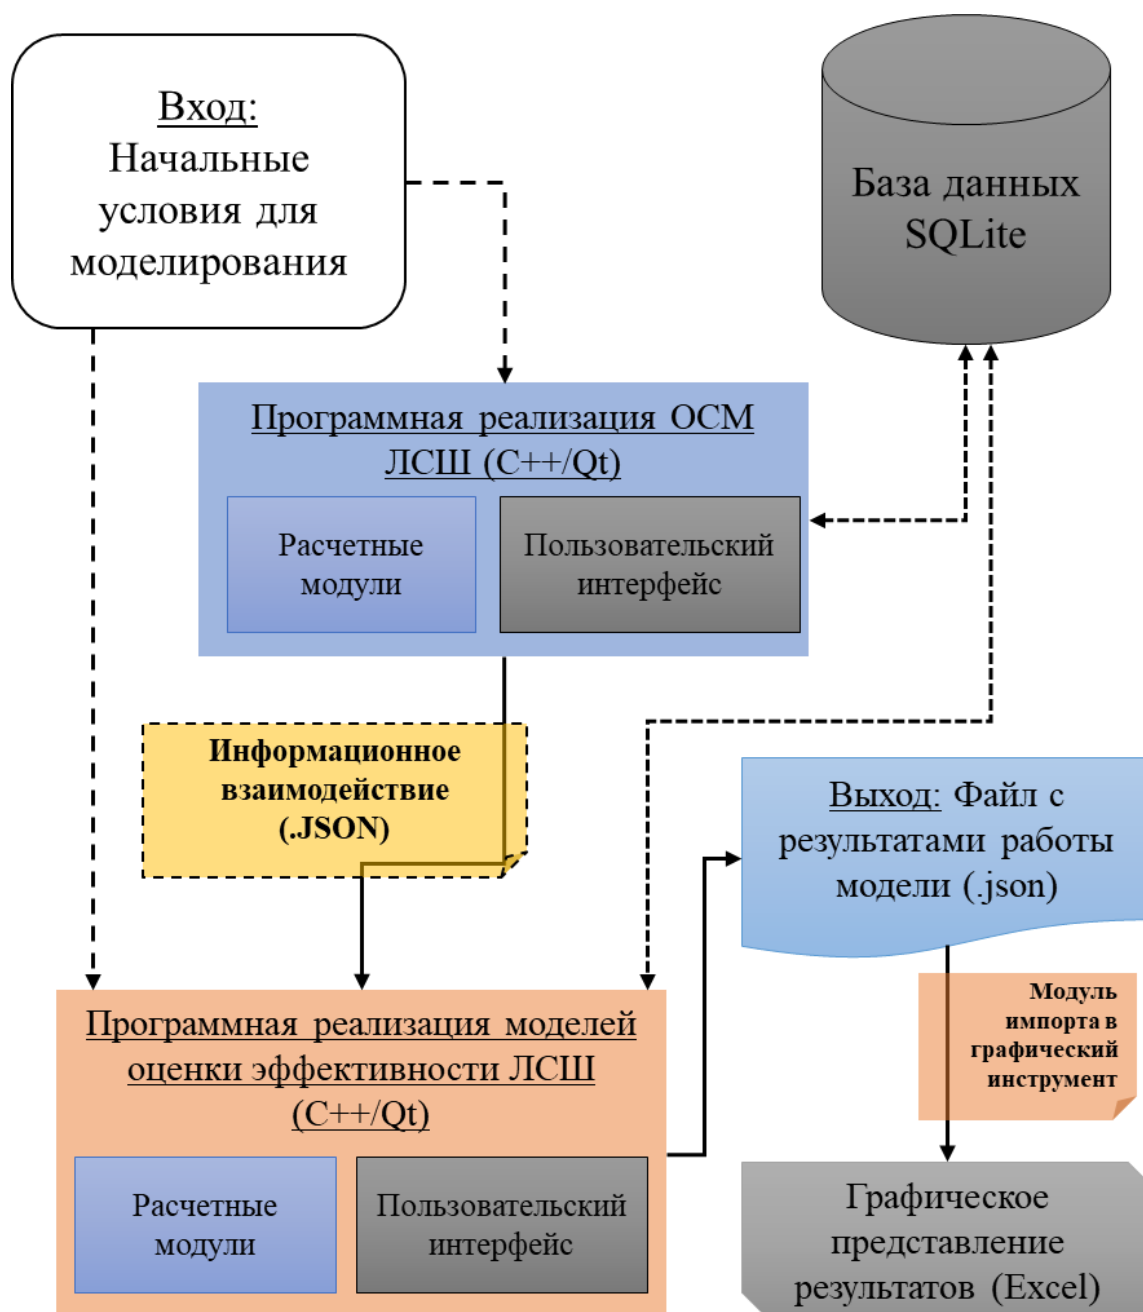 Вход:
Начальные
условия для
моделирования
База данных
SQLite
Программная реализация ОСМ
ЛСШ (C++/Qt)
Расчетные
модули
Пользовательский
интерфейс
Информационное
взаимодействие
(.JSON)
Выход: Файл с
результатами работы
модели (.json)
Модуль
импорта в
графический
инструмент
Программная реализация моделей
оценки эффективности ЛСШ
(C++/Qt)
Расчетные
модули
Пользовательский
интерфейс
Графическое
представление
результатов (Excel)